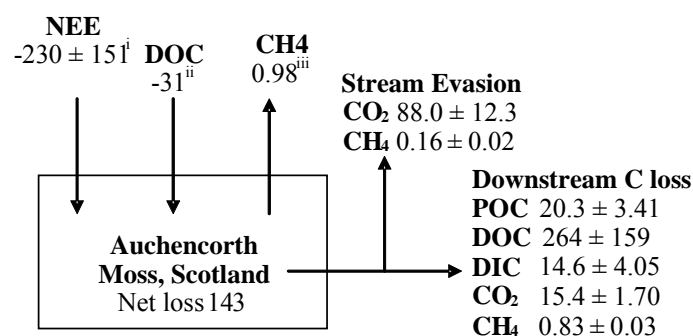 NEE
-230 ± 151ⁱ
DOC
-31ⁱⁱ
CH4
0.98ⁱⁱⁱ
Stream Evasion
CO₂ 88.0 ± 12.3
CH₄ 0.16 ± 0.02
Auchencorth
Moss, Scotland
Net loss 143
Downstream C loss
POC 20.3 ± 3.41
DOC 264 ± 159
DIC 14.6 ± 4.05
CO₂ 15.4 ± 1.70
CH₄ 0.83 ± 0.03